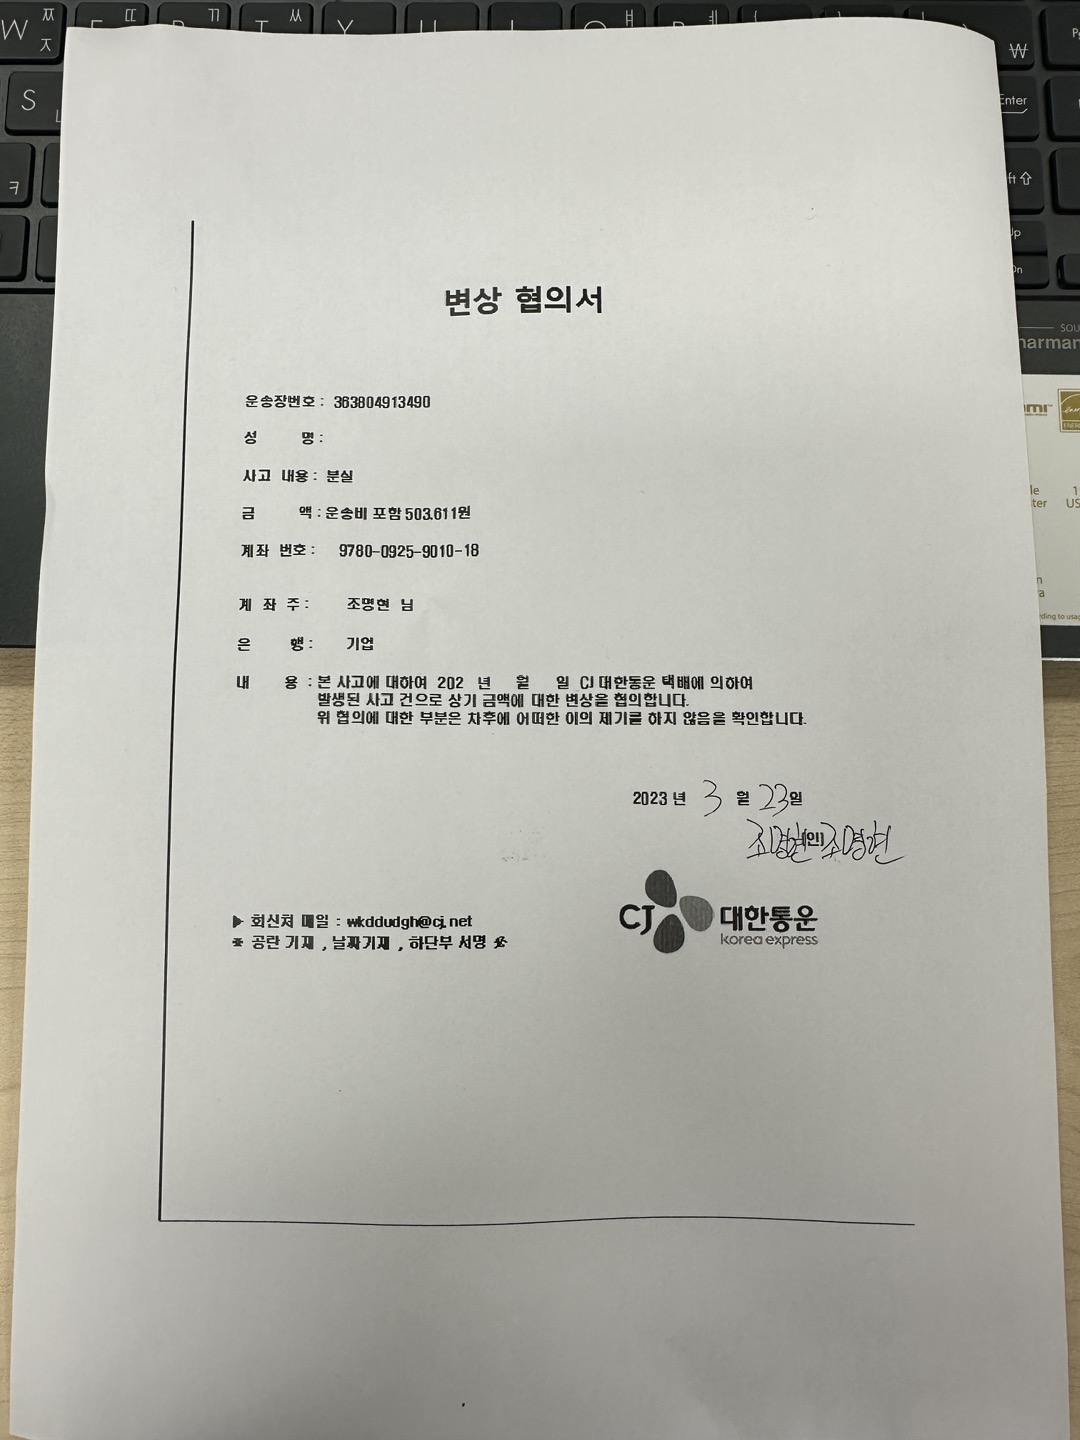 W ㅉ ㅈ ㄸ ㄲ T ㅆ Y U
S
ㅋ
₩
Enter
변상 협의서
운송장번호 : 363804913490
성 명 :
사고 내용 : 분실
금 액 : 운송비 포함 503.611원
계좌 번호 : 9780-0925-9010-18
계 좌 주 : 조명현 님
은 행 : 기업
내 용 : 본 사고에 대하여 202 년 월 일 CJ 대한통운 택배에 의하여
발생된 사고 건으로 상기 금액에 대한 변상을 협의합니다.
위 협의에 대한 부분은 차후에 어떠한 이의 제기를 하지 않음을 확인합니다.
2023 년 3 월 23일
조명현(인)조명현
▶ 회신처 메일 : wkddudgh@cj.net
※ 공란 기재 , 날짜기재 , 하단부 서명 ※
CJ 대한통운
korea express